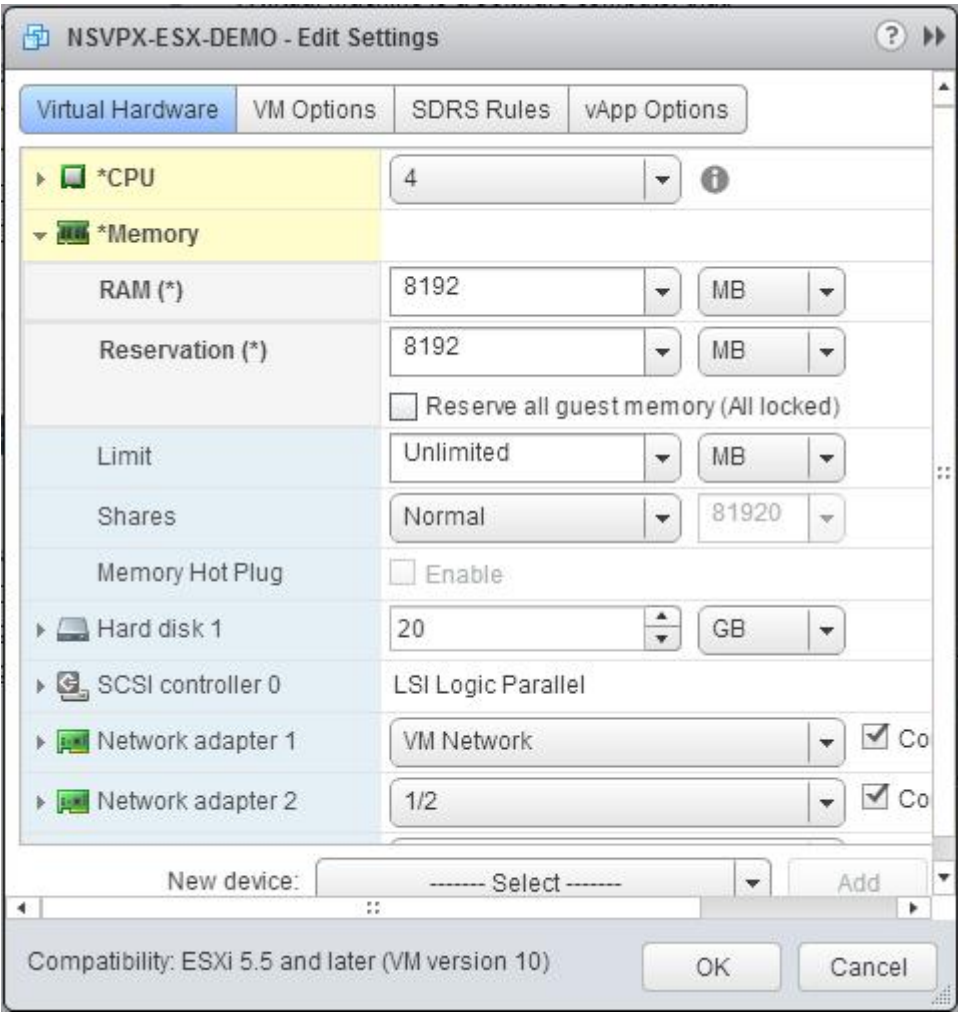 NSVPX-ESX-DEMO - Edit Settings ?
Virtual Hardware VM Options SDRS Rules vApp Options
*CPU 4
*Memory
RAM (*) 8192 MB
Reservation (*) 8192 MB
Reserve all guest memory (All locked)
Limit Unlimited MB
Shares Normal 81920
Memory Hot Plug Enable
Hard disk 1 20 GB
SCSI controller 0 LSI Logic Parallel
Network adapter 1 VM Network Co
Network adapter 2 1/2 Co
New device: ------- Select ------- Add
Compatibility: ESXi 5.5 and later (VM version 10) OK Cancel